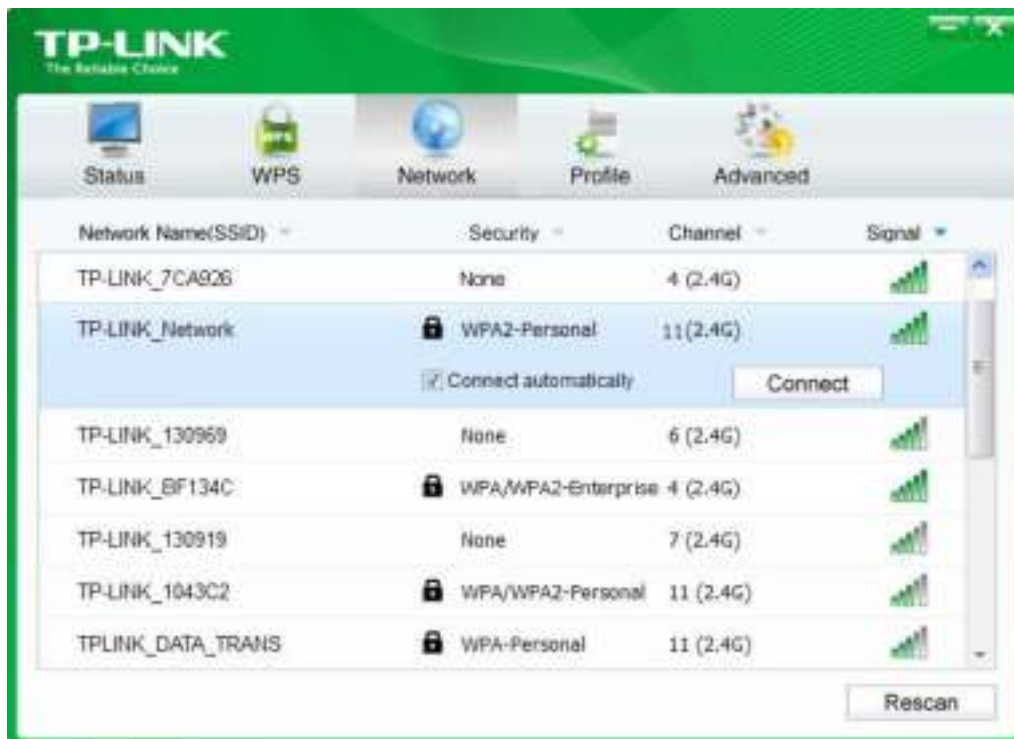 TP-LINK
The Reliable Choice
Status WPS Network Profile Advanced
Network Name(SSID) Security Channel Signal
TP-LINK_7CA926 None 4 (2.4G)
TP-LINK_Network WPA2-Personal 11(2.4G)
Connect automatically Connect
TP-LINK_130969 None 6 (2.4G)
TP-LINK_BF134C WPA/WPA2-Enterprise 4 (2.4G)
TP-LINK_130919 None 7 (2.4G)
TP-LINK_1043C2 WPA/WPA2-Personal 11 (2.4G)
TPLINK_DATA_TRANS WPA-Personal 11 (2.4G)
Rescan